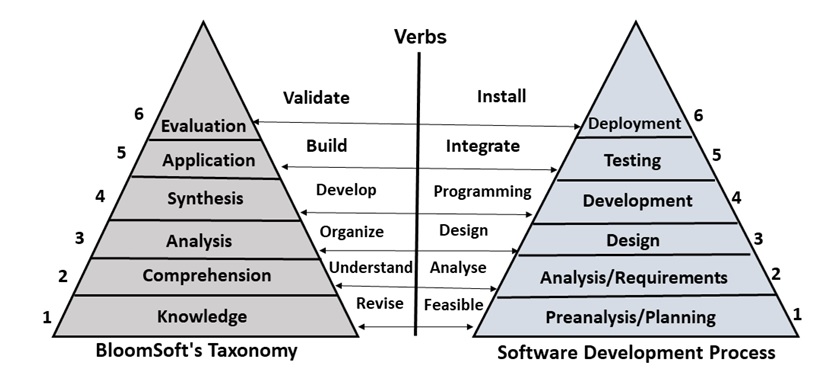 Verbs
6 Evaluation Validate Install Deployment 6
5 Application Build Integrate Testing 5
4 Synthesis Develop Programming Development 4
3 Analysis Organize Design Design 3
2 Comprehension Understand Analyse Analysis/Requirements 2
1 Knowledge Revise Feasible Preanalysis/Planning 1
BloomSoft's Taxonomy Software Development Process